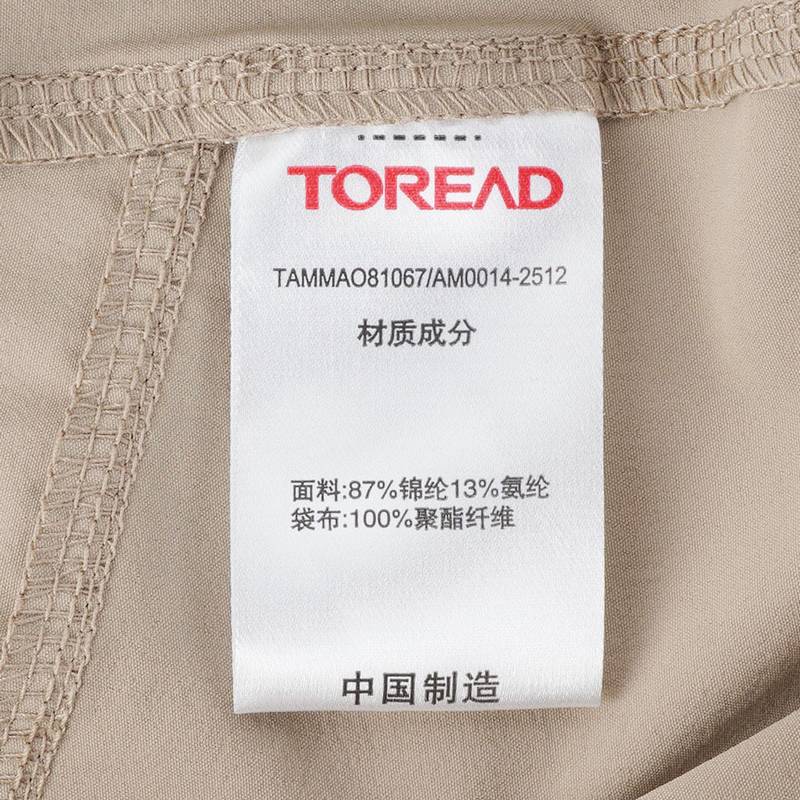 TOREAD
TAMMAO81067/AM0014-2512
材质成分
面料:87%锦纶13%氨纶
袋布:100%聚酯纤维
中国制造